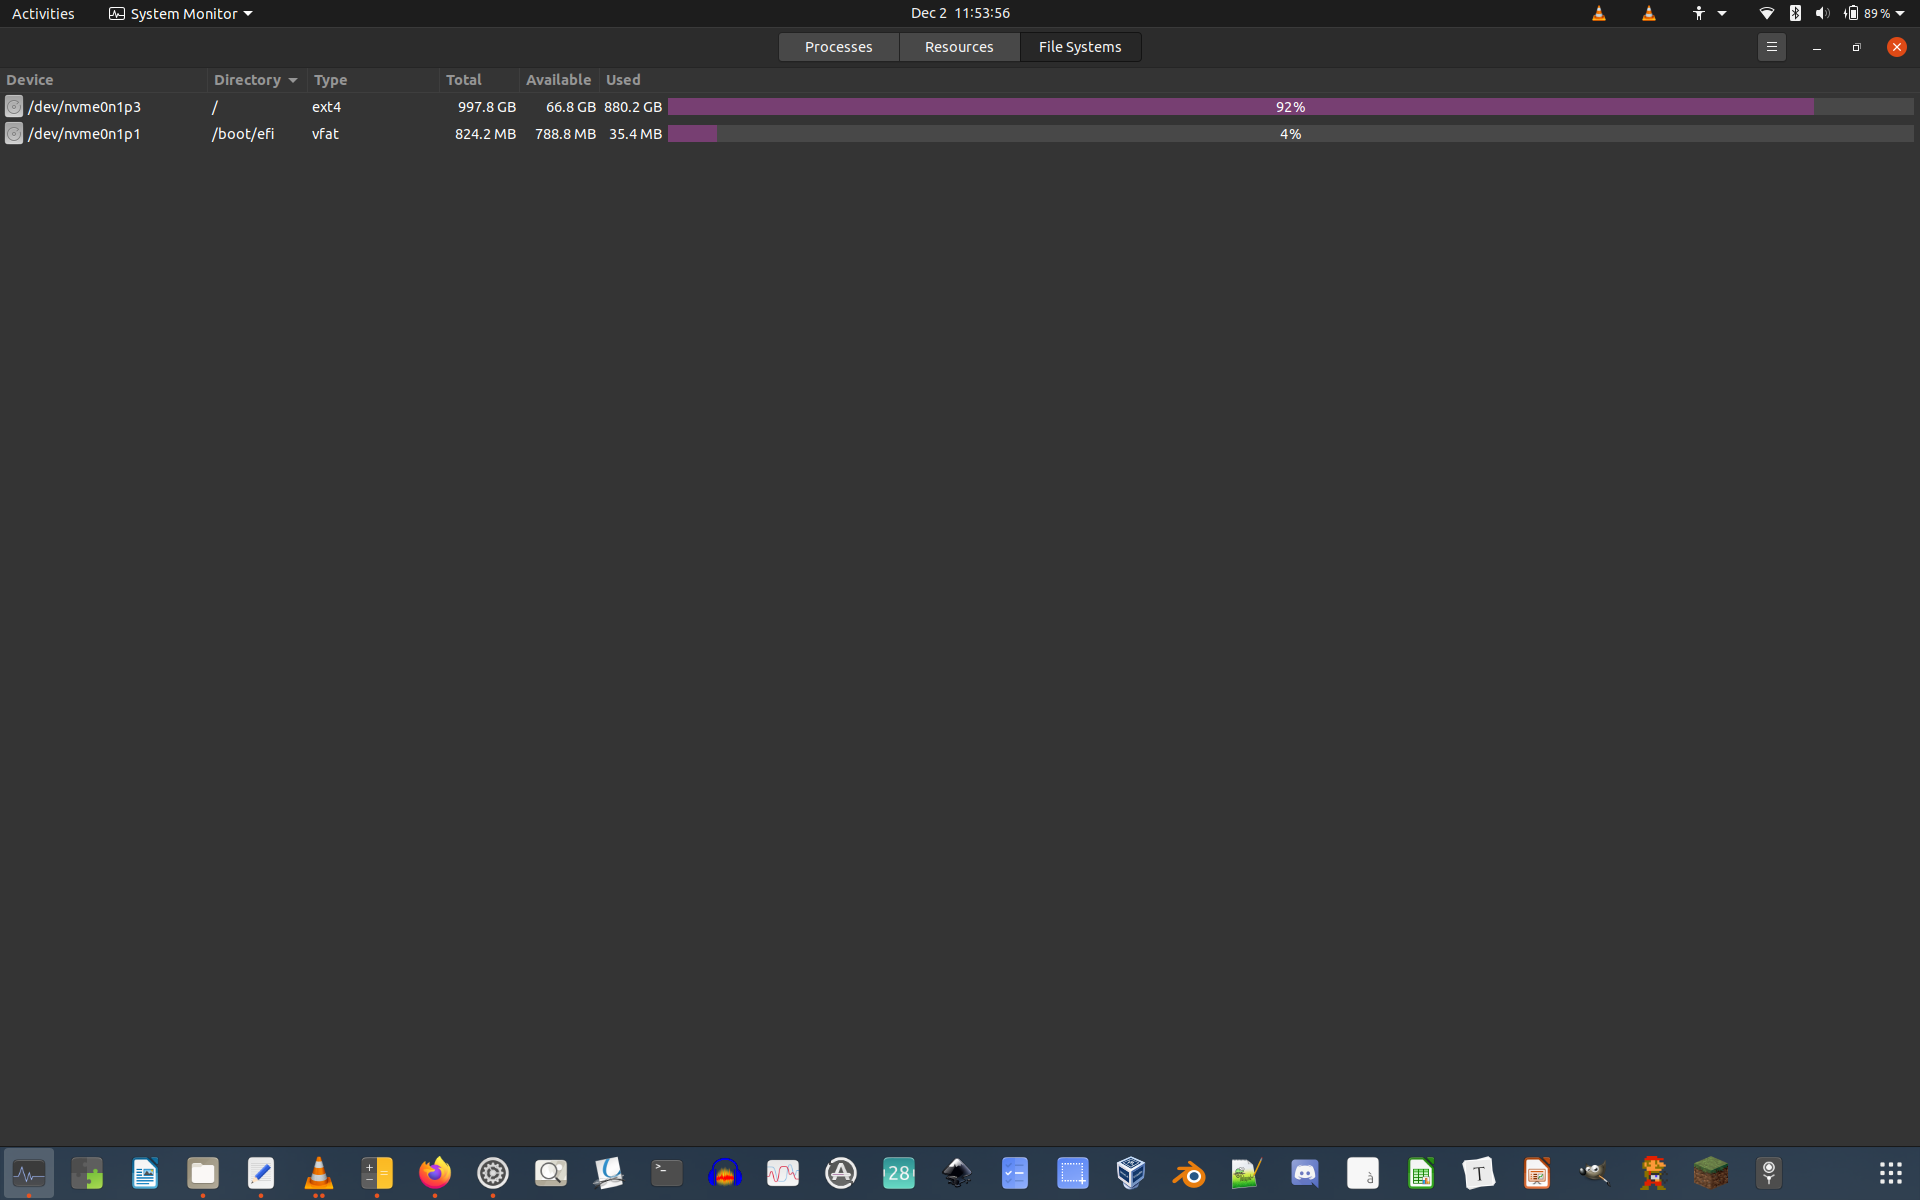 Activities System Monitor Dec 2 11:53:56 89 %
Processes Resources File Systems
Device Directory Type Total Available Used
/dev/nvme0n1p3 / ext4 997.8 GB 66.8 GB 880.2 GB 92%
/dev/nvme0n1p1 /boot/efi vfat 824.2 MB 788.8 MB 35.4 MB 4%
+ − >_ 28 à T